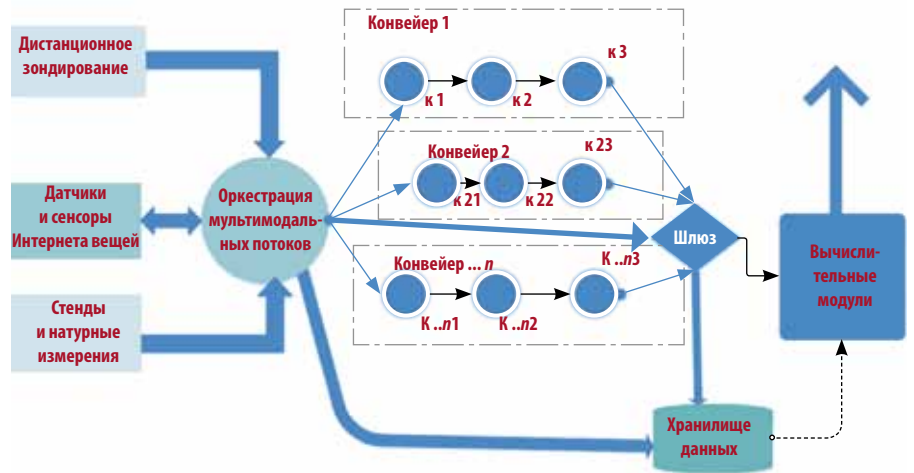 Конвейер 1
Дистанционное
зондирование
к 1
к 2
к 3
Конвейер 2
к 21
к 22
к 23
Датчики
и сенсоры
Интернета вещей
Оркестрация
мультимодаль-
ных потоков
Шлюз
Вычисли-
тельные
модули
Конвейер ... n
К ..n1
К ..n2
К ..n3
Стенды
и натурные
измерения
Хранилище
данных